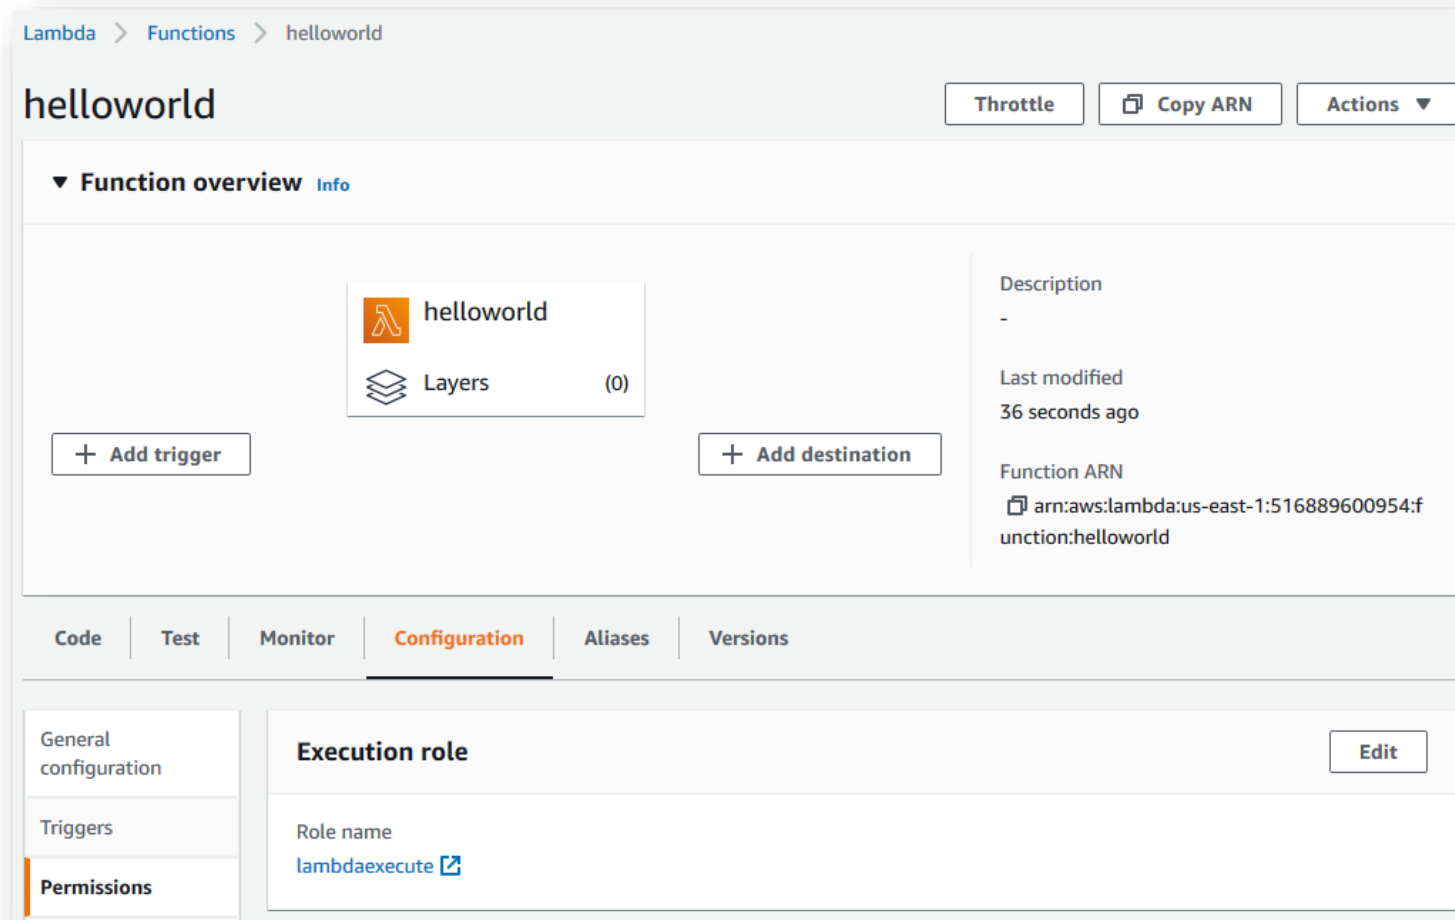 Lambda > Functions > helloworld
helloworld
Throttle
Copy ARN
Actions
Function overview Info
helloworld
Layers (0)
Add trigger
Add destination
Description
-
Last modified
36 seconds ago
Function ARN
arn:aws:lambda:us-east-1:516889600954:f
unction:helloworld
Code
Test
Monitor
Configuration
Aliases
Versions
General
configuration
Triggers
Permissions
Execution role
Edit
Role name
lambdaexecute